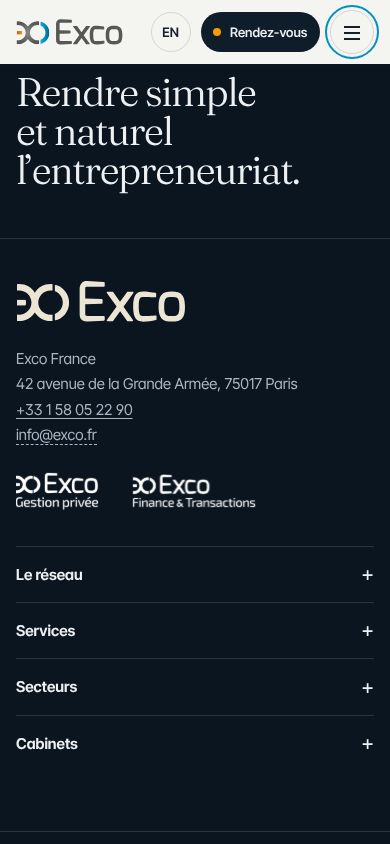 Exco
EN
Rendez-vous
Rendre simple
et naturel
l’entrepreneuriat.
Exco
Exco France
42 avenue de la Grande Armée, 75017 Paris
+33 1 58 05 22 90
info@exco.fr
Exco
Gestion privée
Exco
Finance & Transactions
Le réseau +
Services +
Secteurs +
Cabinets +